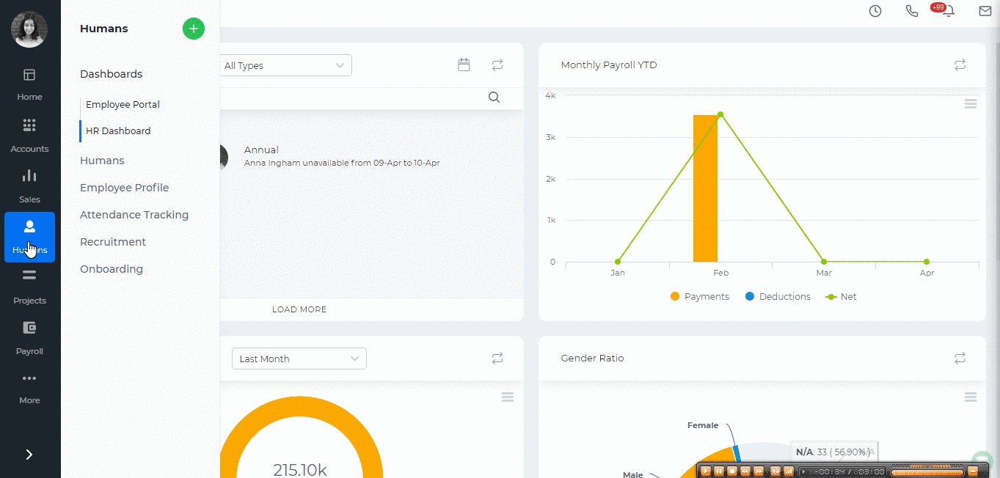 Humans
+99
Dashboards
Employee Portal
HR Dashboard
Humans
Employee Profile
Attendance Tracking
Recruitment
Onboarding
Home
Accounts
Sales
Humans
Projects
Payroll
More
All Types
Annual
Anna Ingham unavailable from 09-Apr to 10-Apr
LOAD MORE
Monthly Payroll YTD
4k
3k
2k
1k
0
Jan Feb Mar Apr
Payments Deductions Net
Last Month
215.10k
Gender Ratio
Female
N/A: 33 ( 56.90%)
Male